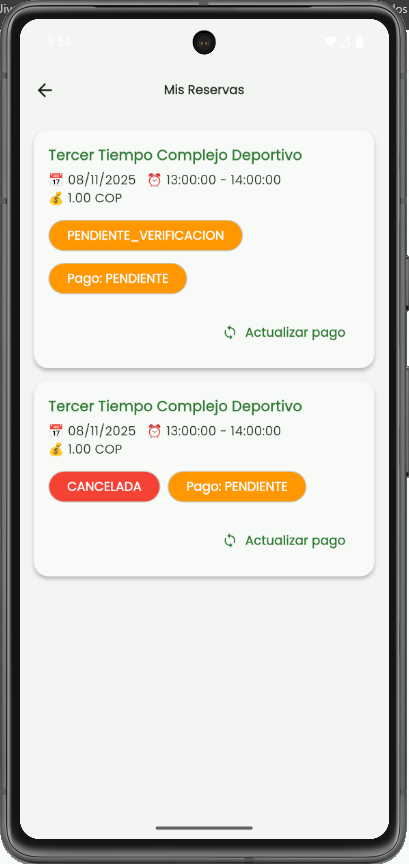 9:54
Mis Reservas
Tercer Tiempo Complejo Deportivo
📅 08/11/2025 ⏰ 13:00:00 - 14:00:00
💰 1.00 COP
PENDIENTE_VERIFICACION
Pago: PENDIENTE
Actualizar pago
Tercer Tiempo Complejo Deportivo
📅 08/11/2025 ⏰ 13:00:00 - 14:00:00
💰 1.00 COP
CANCELADA Pago: PENDIENTE
Actualizar pago